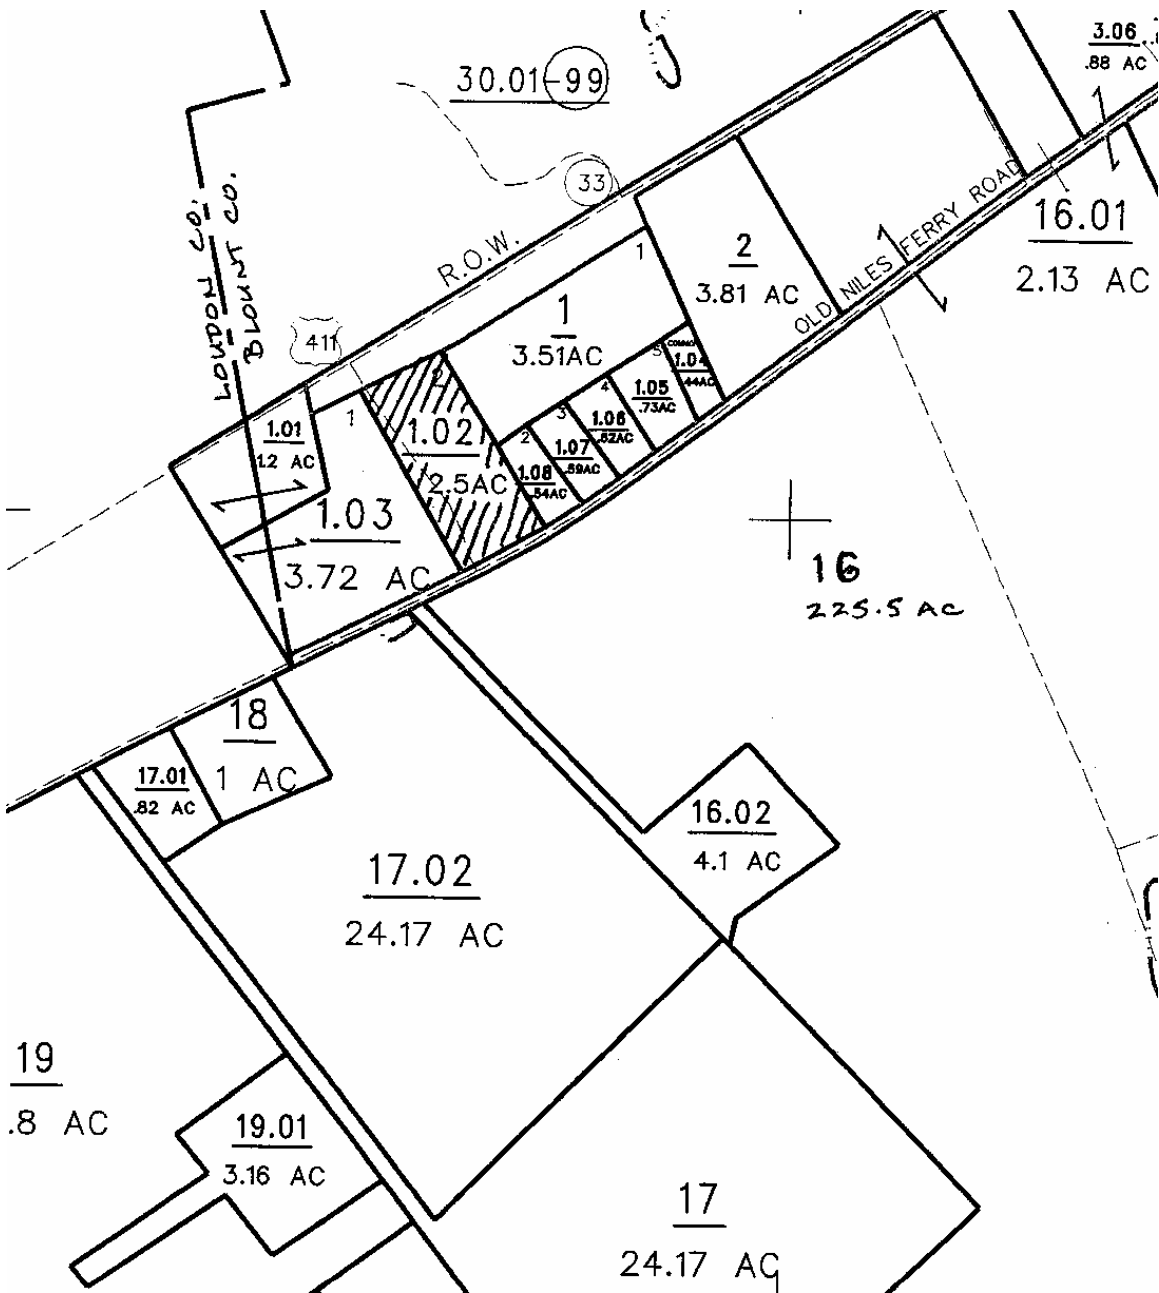 3.06
.88 AC
30.01-99
33
16.01
2.13 AC
LOUDON CO.
BLOUNT CO.
R.O.W.
1
2
3.81 AC
OLD NILES FERRY ROAD
1
3.51AC
411
2
1.02
2.5AC
1
1.01
1.2 AC
5
COMMON
1.04
.44AC
4
1.05
.73AC
3
1.06
.52AC
2
1.07
.59AC
1.08
.54AC
1.03
3.72 AC
16
225.5 AC
18
1 AC
17.01
.82 AC
16.02
4.1 AC
17.02
24.17 AC
19
.8 AC
19.01
3.16 AC
17
24.17 AC